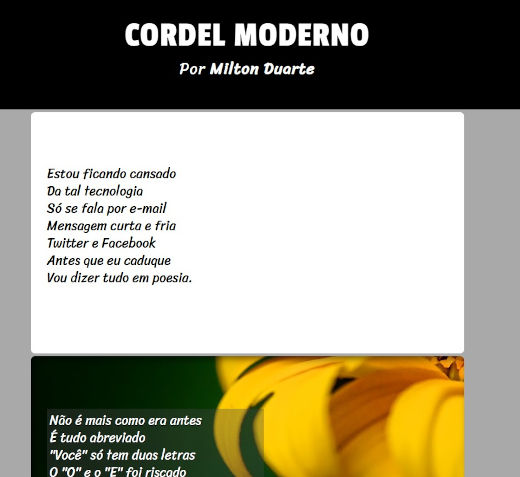 CORDEL MODERNO
Por Milton Duarte
Estou ficando cansado
Da tal tecnologia
Só se fala por e-mail
Mensagem curta e fria
Twitter e Facebook
Antes que eu caduque
Vou dizer tudo em poesia.
Não é mais como era antes
É tudo abreviado
"Você" só tem duas letras
O "O" e o "E" foi riscado